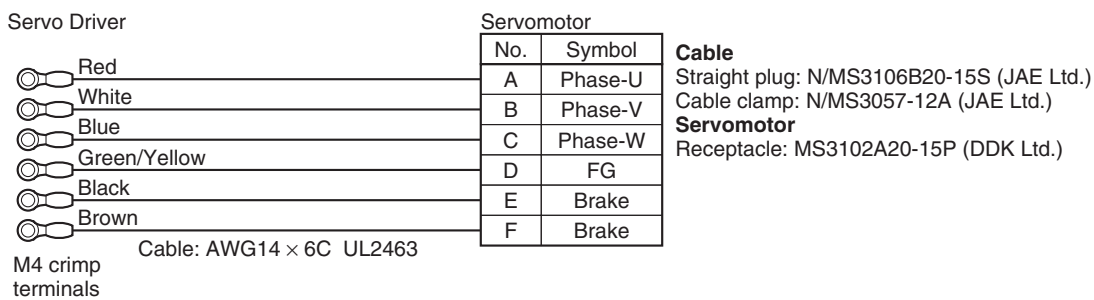 Servo Driver
Servomotor
No. Symbol
Red
A Phase-U
White
B Phase-V
Blue
C Phase-W
Green/Yellow
D FG
Black
E Brake
Brown
F Brake
Cable: AWG14 × 6C UL2463
M4 crimp
terminals
Cable
Straight plug: N/MS3106B20-15S (JAE Ltd.)
Cable clamp: N/MS3057-12A (JAE Ltd.)
Servomotor
Receptacle: MS3102A20-15P (DDK Ltd.)